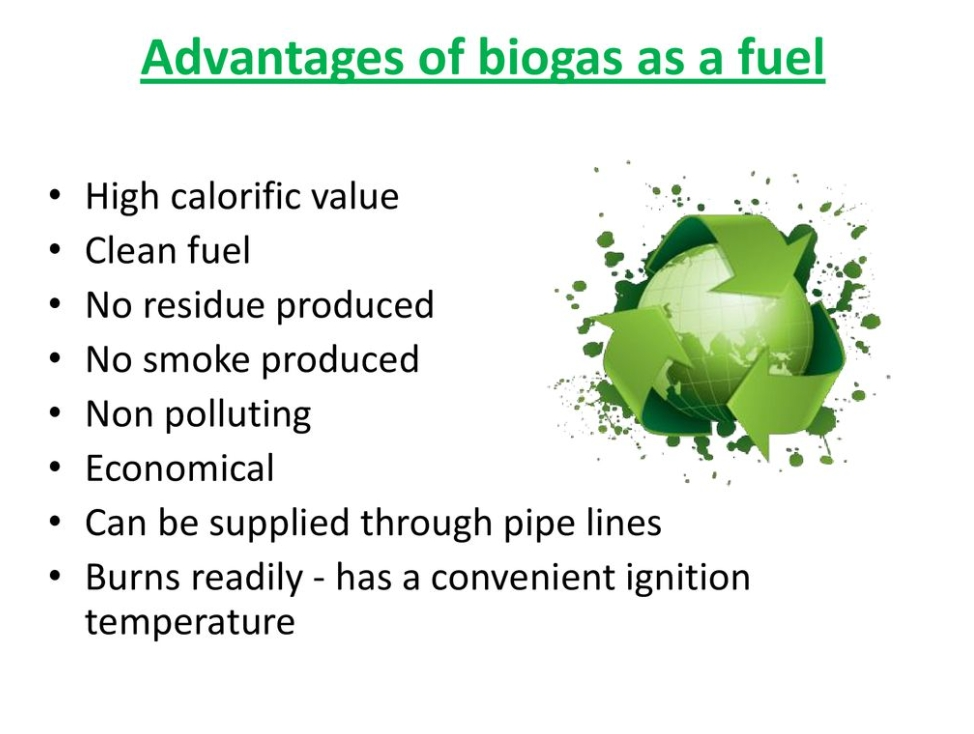 Advantages of biogas as a fuel
• High calorific value
• Clean fuel
• No residue produced
• No smoke produced
• Non polluting
• Economical
• Can be supplied through pipe lines
• Burns readily - has a convenient ignition
temperature